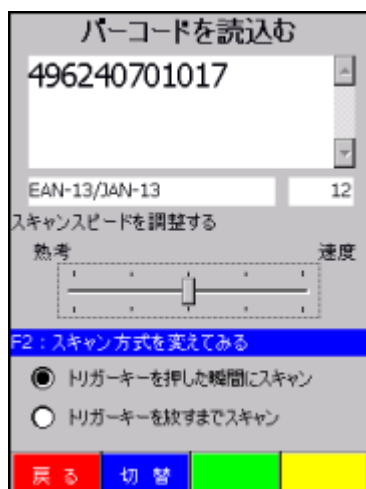 バーコードを読込む
496240701017
EAN-13/JAN-13 12
スキャンスピードを調整する
熟考 速度
F2:スキャン方式を変えてみる
トリガーキーを押した瞬間にスキャン
トリガーキーを放すまでスキャン
戻る 切替